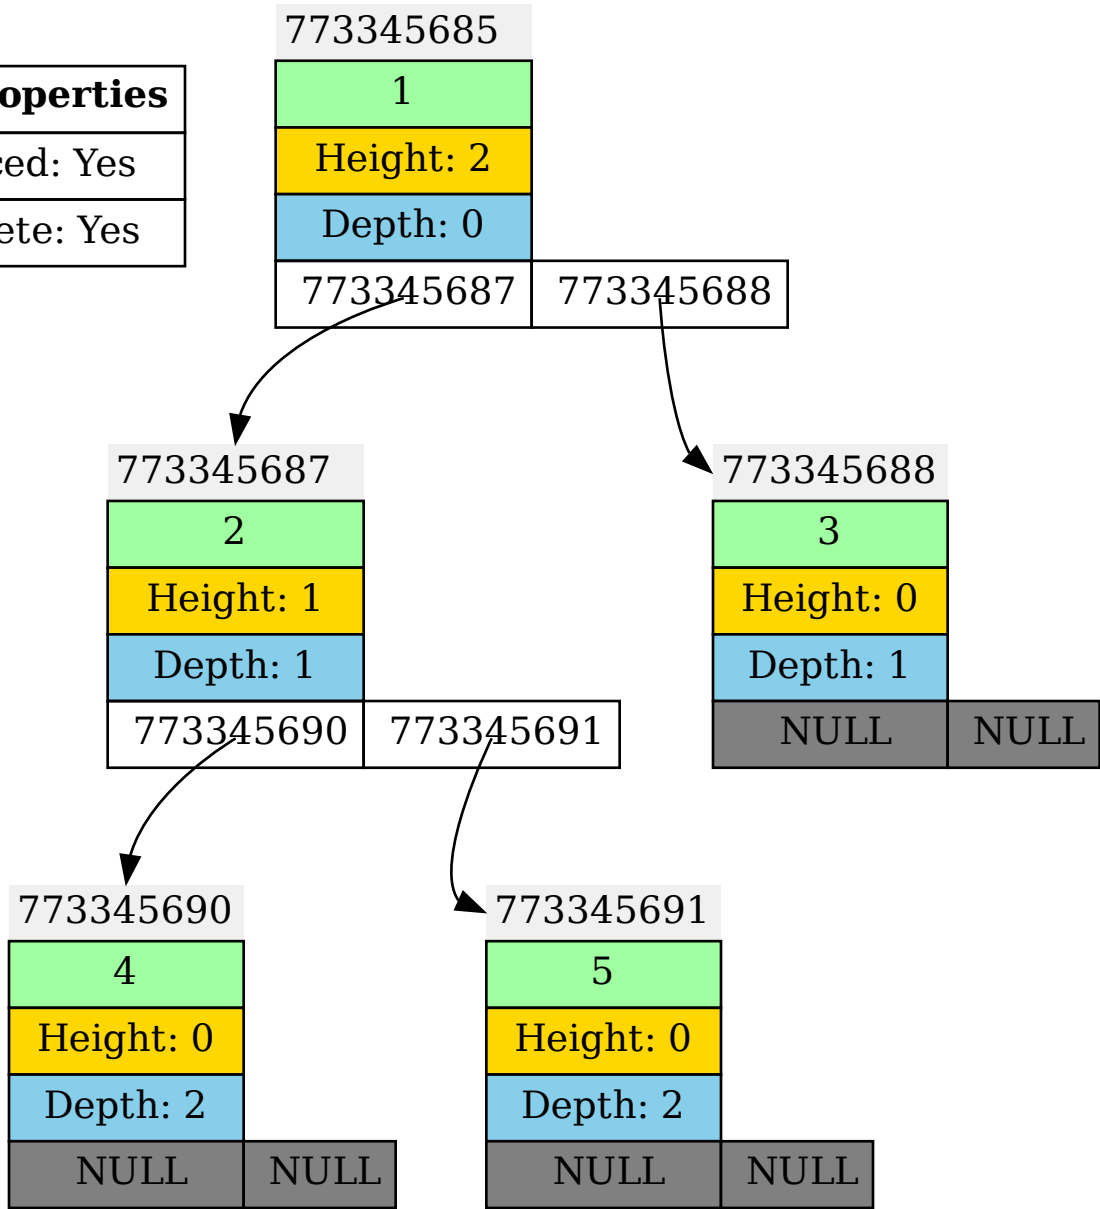 773345685
1
Height: 2
Depth: 0
773345687 773345688
operties
ed: Yes
ete: Yes
773345687
2
Height: 1
Depth: 1
773345690 773345691
773345688
3
Height: 0
Depth: 1
NULL NULL
773345690
4
Height: 0
Depth: 2
NULL NULL
773345691
5
Height: 0
Depth: 2
NULL NULL